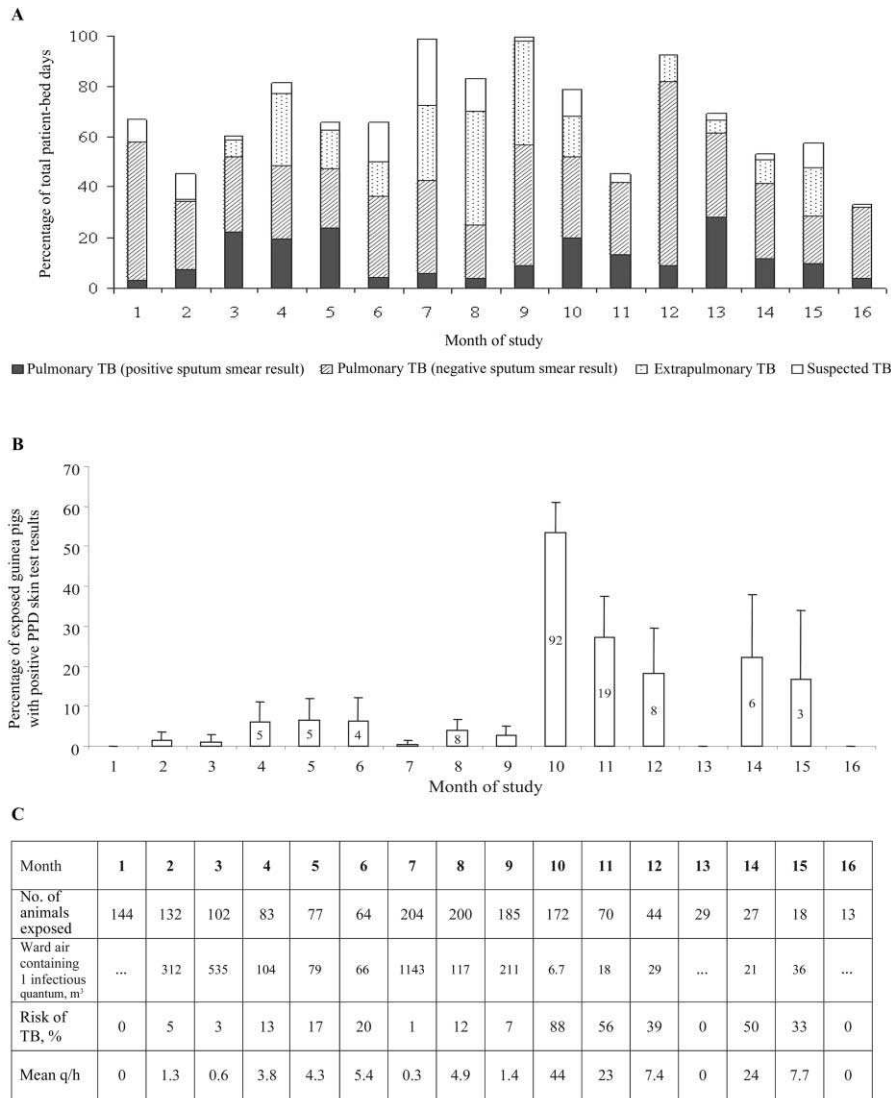 A
Percentage of total patient-bed days
100
80
60
40
20
0
1 2 3 4 5 6 7 8 9 10 11 12 13 14 15 16
Month of study
Pulmonary TB (positive sputum smear result) Pulmonary TB (negative sputum smear result) Extrapulmonary TB Suspected TB
B
Percentage of exposed guinea pigs
with positive PPD skin test results
70
60
50
40
30
20
10
0
5 5 4 8 92 19 8 6 3
1 2 3 4 5 6 7 8 9 10 11 12 13 14 15 16
Month of study
C
Month 1 2 3 4 5 6 7 8 9 10 11 12 13 14 15 16
No. of
animals
exposed
144 132 102 83 77 64 204 200 185 172 70 44 29 27 18 13
Ward air
containing
1 infectious
quantum, m³
... 312 535 104 79 66 1143 117 211 6.7 18 29 ... 21 36 ...
Risk of
TB, %
0 5 3 13 17 20 1 12 7 88 56 39 0 50 33 0
Mean q/h 0 1.3 0.6 3.8 4.3 5.4 0.3 4.9 1.4 44 23 7.4 0 24 7.7 0